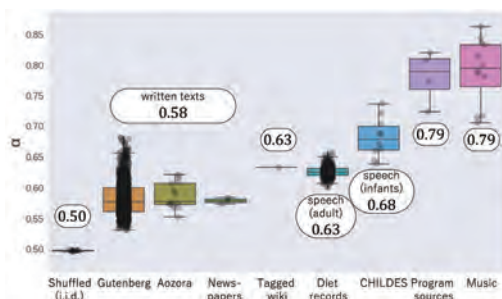 α
0.85
0.80
0.75
0.70
0.65
0.60
0.55
0.50
written texts
0.58
0.50
0.63
speech
(adult)
0.63
speech
(infants)
0.68
0.79
0.79
Shuffled
(i.i.d.)
Gutenberg
Aozora
News-
papers
Tagged
wiki
Diet
records
CHILDES
Program
sources
Music